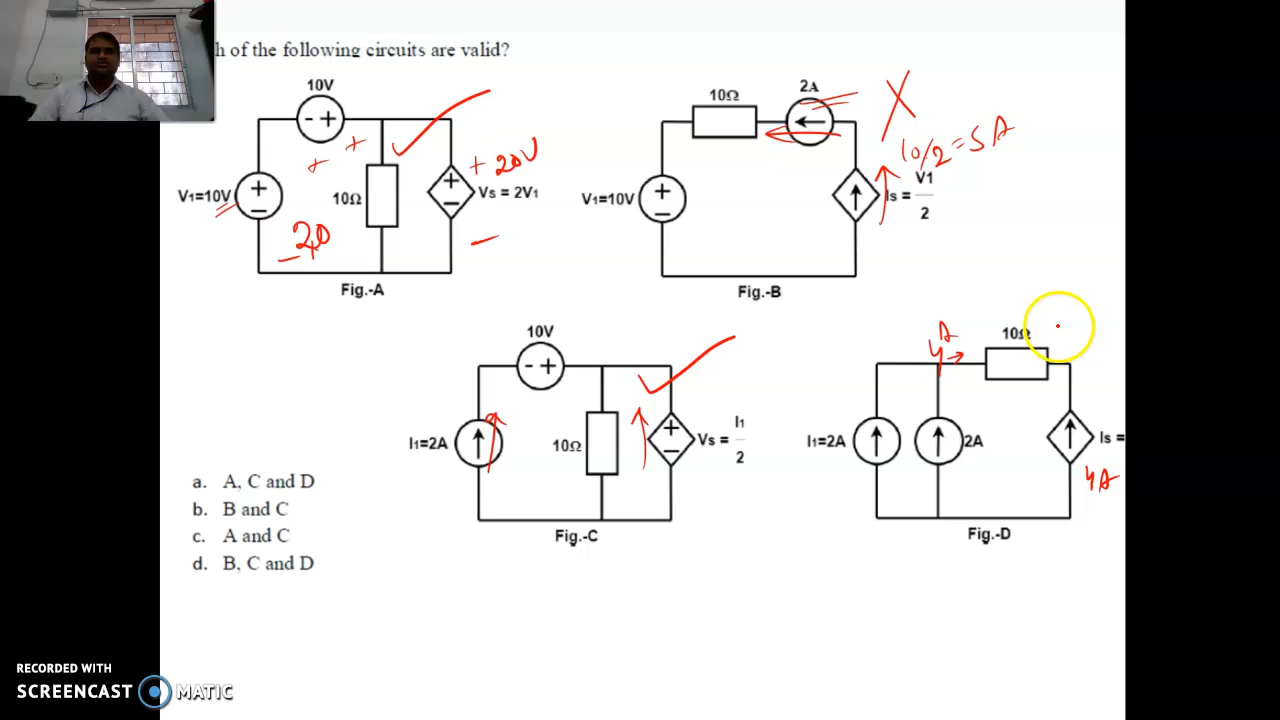 h of the following circuits are valid?
10V
V1=10V
10Ω
Vs = 2V1
+ 20V
20
Fig.-A
10Ω
2A
10/2=5A
V1=10V
Is = V1
2
Fig.-B
10V
I1=2A
10Ω
Vs = I1
2
Fig.-C
4A
10Ω
I1=2A
2A
Is =
4A
Fig.-D
a. A, C and D
b. B and C
c. A and C
d. B, C and D
RECORDED WITH
SCREENCAST MATIC